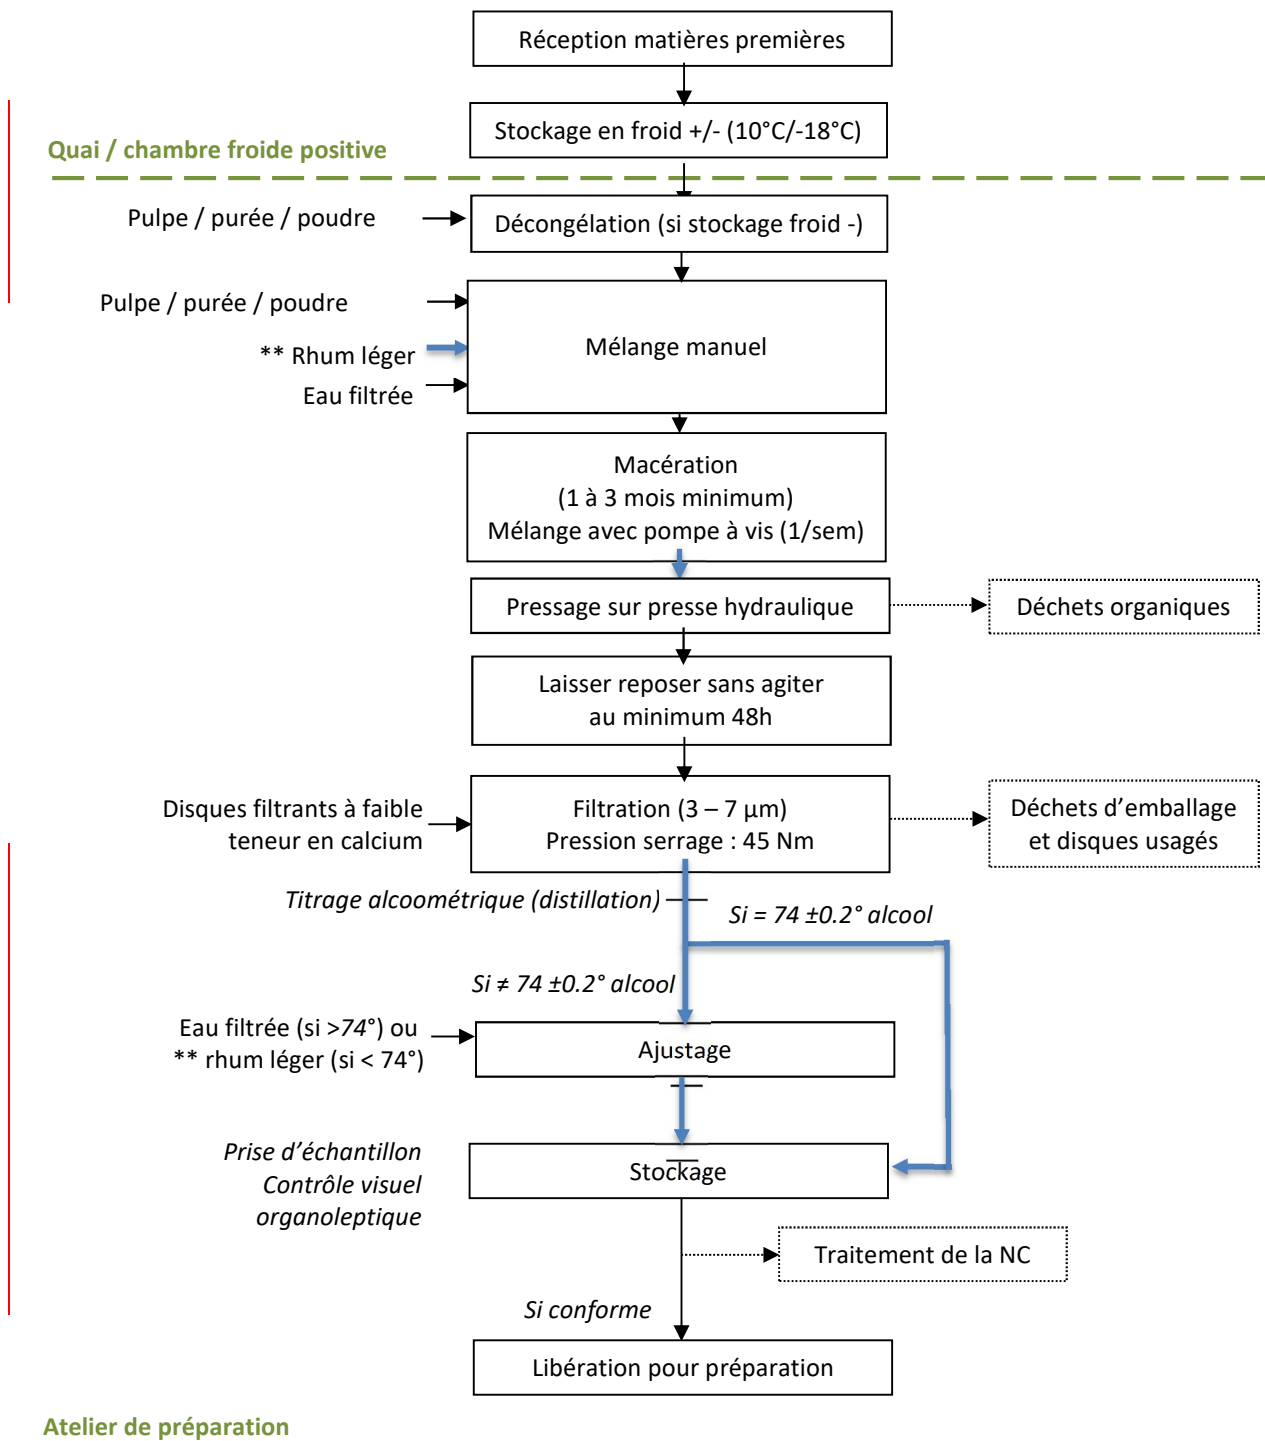 Réception matières premières
Stockage en froid +/- (10°C/-18°C)
Quai / chambre froide positive
Pulpe / purée / poudre
Décongélation (si stockage froid -)
Pulpe / purée / poudre
** Rhum léger
Eau filtrée
Mélange manuel
Macération
(1 à 3 mois minimum)
Mélange avec pompe à vis (1/sem)
Pressage sur presse hydraulique
Déchets organiques
Laisser reposer sans agiter
au minimum 48h
Disques filtrants à faible
teneur en calcium
Filtration (3 – 7 µm)
Pression serrage : 45 Nm
Déchets d’emballage
et disques usagés
Titrage alcoométrique (distillation)
Si = 74 ±0.2° alcool
Si ≠ 74 ±0.2° alcool
Eau filtrée (si >74°) ou
** rhum léger (si < 74°)
Ajustage
Prise d’échantillon
Contrôle visuel
organoleptique
Stockage
Traitement de la NC
Si conforme
Libération pour préparation
Atelier de préparation